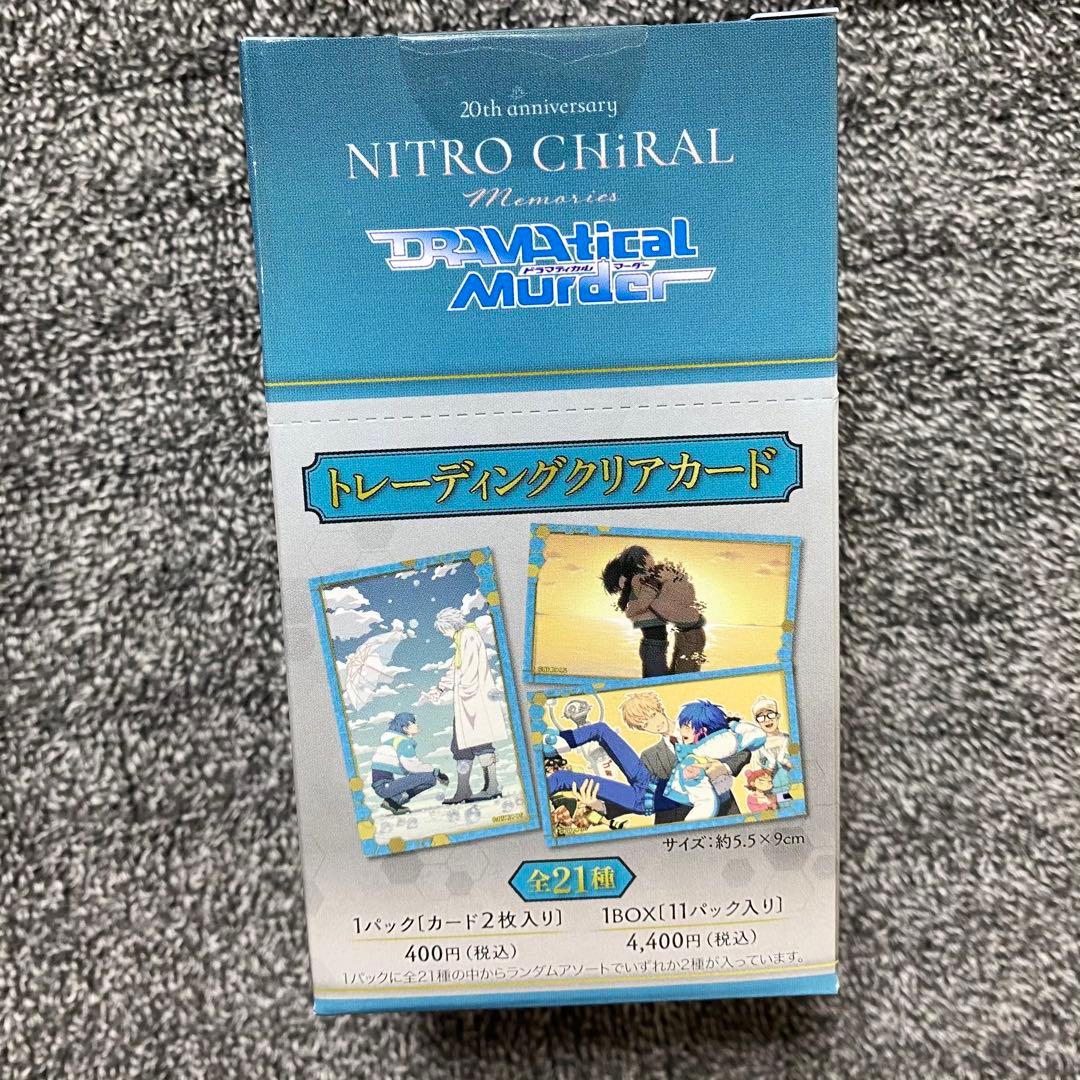 20th anniversary
NITRO CHiRAL
Memories
DRAMAtical
ドラマティカル マーダー
Murder
トレーディングクリアカード
サイズ:約5.5×9cm
全21種
1パック[カード2枚入り]
400円(税込)
1BOX[11パック入り]
4,400円(税込)
1パックに全21種の中からランダムアソートでいずれか2種が入っています。